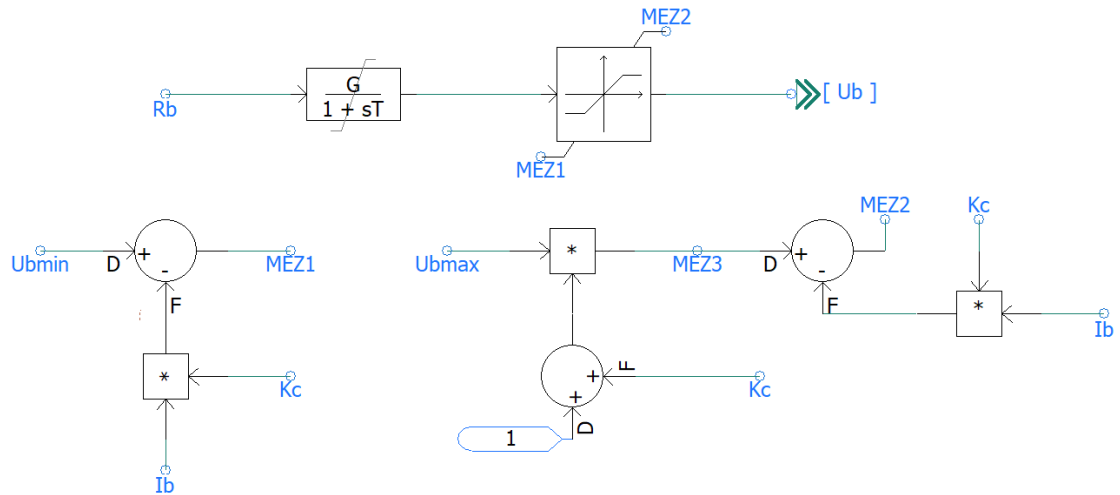 MEZ2
G
1 + sT
Rb
[ Ub ]
MEZ1
MEZ2
Kc
+
-
D
Ubmin
MEZ1
F
*
Kc
Ib
Ubmax
*
MEZ3
D
+
-
F
*
Ib
+
+
F
Kc
D
1